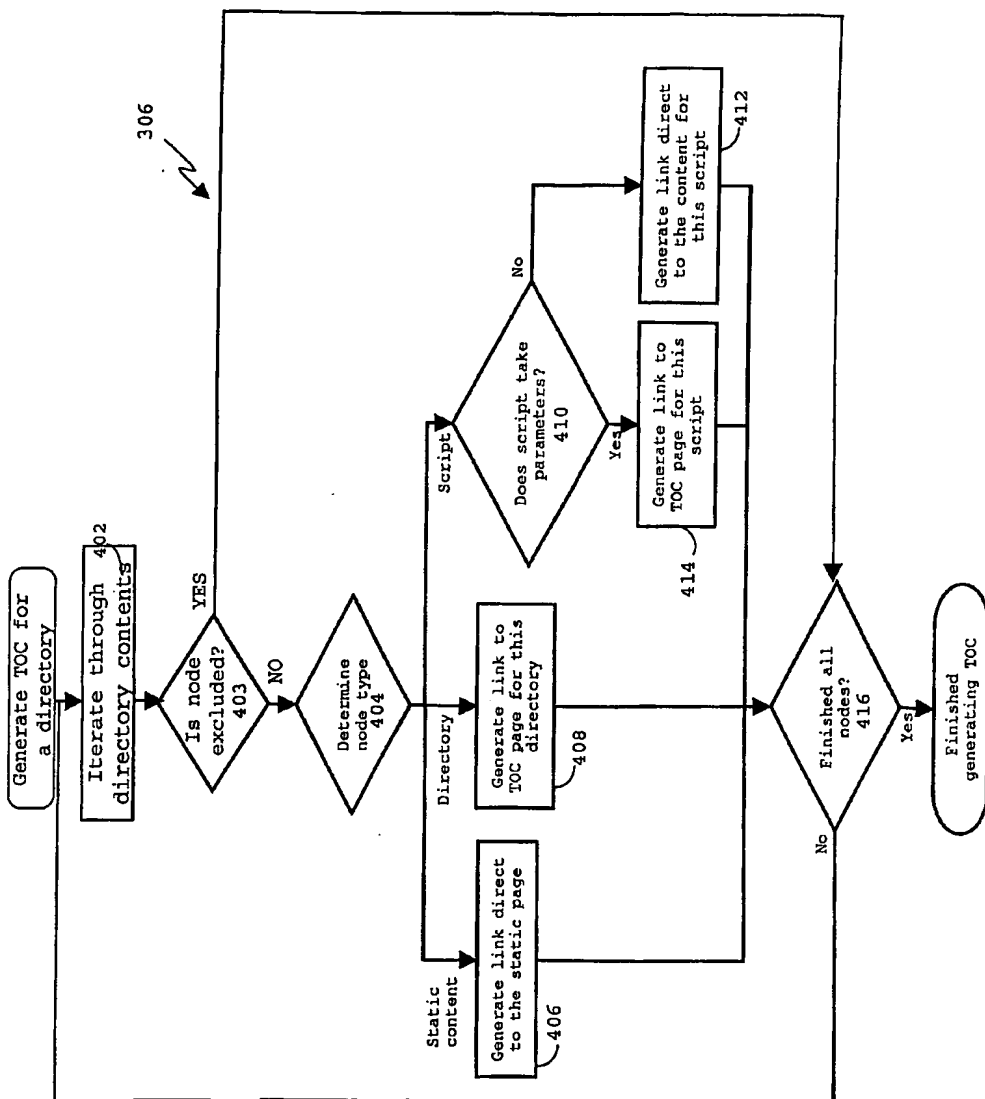 Generate TOC for
a directory
Iterate through
directory contents
402
Is node
excluded?
403
YES
NO
306
Determine
node type
404
Static
content
Directory
Script
Generate link direct
to the static page
406
Generate link to
TOC page for this
directory
408
Does script take
parameters?
410
No
Yes
Generate link to
TOC page for this
script
414
Generate link direct
to the content for
this script
412
Finished all
nodes?
416
No
Yes
Finished
generating TOC